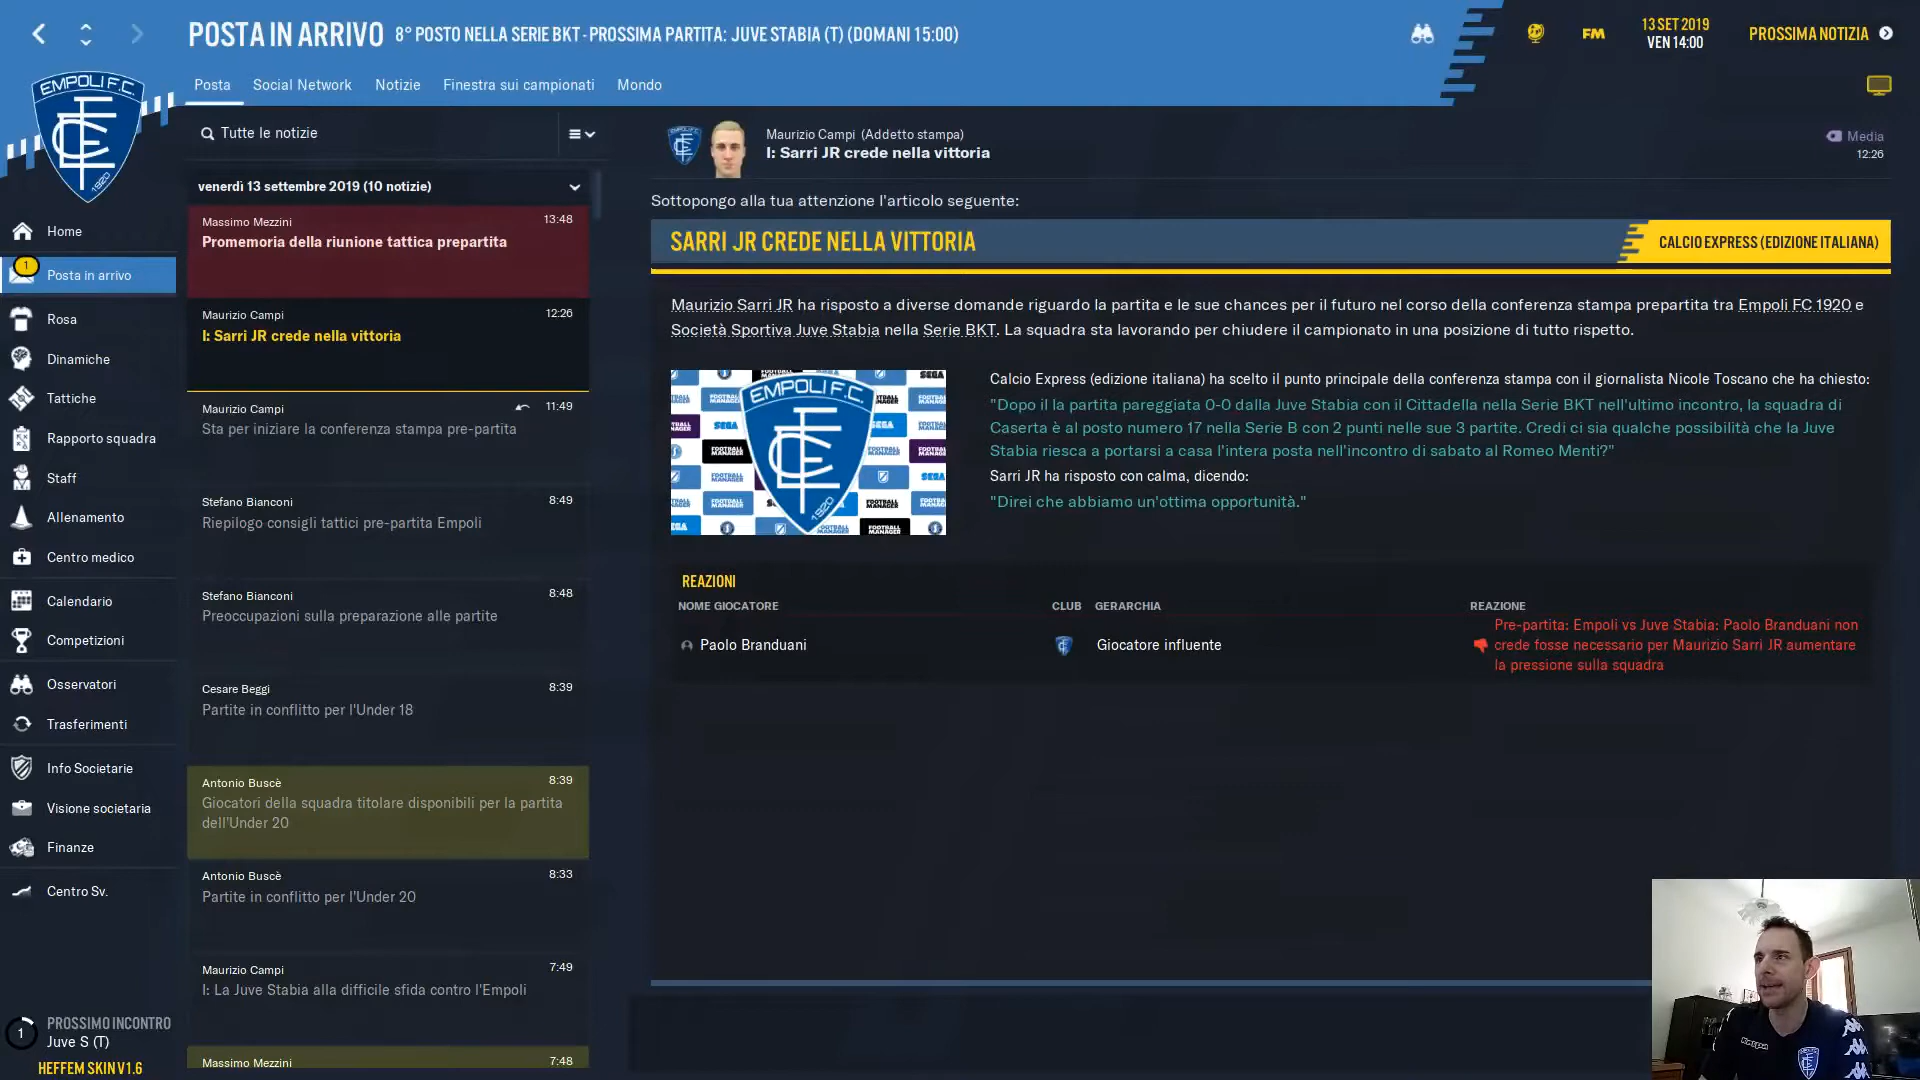 POSTA IN ARRIVO
8° POSTO NELLA SERIE BKT - PROSSIMA PARTITA: JUVE STABIA (T) (DOMANI 15:00)
FM
13 SET 2019
VEN 14:00
PROSSIMA NOTIZIA
Posta
Social Network
Notizie
Finestra sui campionati
Mondo
EMPOLI F.C.
1920
Home
1
Posta in arrivo
Rosa
Dinamiche
Tattiche
Rapporto squadra
Staff
Allenamento
Centro medico
Calendario
Competizioni
Osservatori
Trasferimenti
Info Societarie
Visione societaria
Finanze
Centro Sv.
1
PROSSIMO INCONTRO
Juve S (T)
HEFFEM SKIN V1.6
Tutte le notizie
venerdì 13 settembre 2019 (10 notizie)
Massimo Mezzini
13:48
Promemoria della riunione tattica prepartita
Maurizio Campi
12:26
I: Sarri JR crede nella vittoria
Maurizio Campi
11:49
Sta per iniziare la conferenza stampa pre-partita
Stefano Bianconi
8:49
Riepilogo consigli tattici pre-partita Empoli
Stefano Bianconi
8:48
Preoccupazioni sulla preparazione alle partite
Cesare Beggi
8:39
Partite in conflitto per l'Under 18
Antonio Buscè
8:39
Giocatori della squadra titolare disponibili per la partita
dell'Under 20
Antonio Buscè
8:33
Partite in conflitto per l'Under 20
Maurizio Campi
7:49
I: La Juve Stabia alla difficile sfida contro l'Empoli
Massimo Mezzini
7:48
Maurizio Campi (Addetto stampa)
I: Sarri JR crede nella vittoria
Media
12:26
Sottopongo alla tua attenzione l'articolo seguente:
SARRI JR CREDE NELLA VITTORIA
CALCIO EXPRESS (EDIZIONE ITALIANA)
Maurizio Sarri JR ha risposto a diverse domande riguardo la partita e le sue chances per il futuro nel corso della conferenza stampa prepartita tra Empoli FC 1920 e
Società Sportiva Juve Stabia nella Serie BKT. La squadra sta lavorando per chiudere il campionato in una posizione di tutto rispetto.
EMPOLI F.C.
1920
SEGA
FOOTBALL MANAGER
Calcio Express (edizione italiana) ha scelto il punto principale della conferenza stampa con il giornalista Nicole Toscano che ha chiesto:
"Dopo il la partita pareggiata 0-0 dalla Juve Stabia con il Cittadella nella Serie BKT nell'ultimo incontro, la squadra di
Caserta è al posto numero 17 nella Serie B con 2 punti nelle sue 3 partite. Credi ci sia qualche possibilità che la Juve
Stabia riesca a portarsi a casa l'intera posta nell'incontro di sabato al Romeo Menti?"
Sarri JR ha risposto con calma, dicendo:
"Direi che abbiamo un'ottima opportunità."
REAZIONI
NOME GIOCATORE
CLUB
GERARCHIA
REAZIONE
Paolo Branduani
Giocatore influente
Pre-partita: Empoli vs Juve Stabia: Paolo Branduani non
crede fosse necessario per Maurizio Sarri JR aumentare
la pressione sulla squadra
Kappa